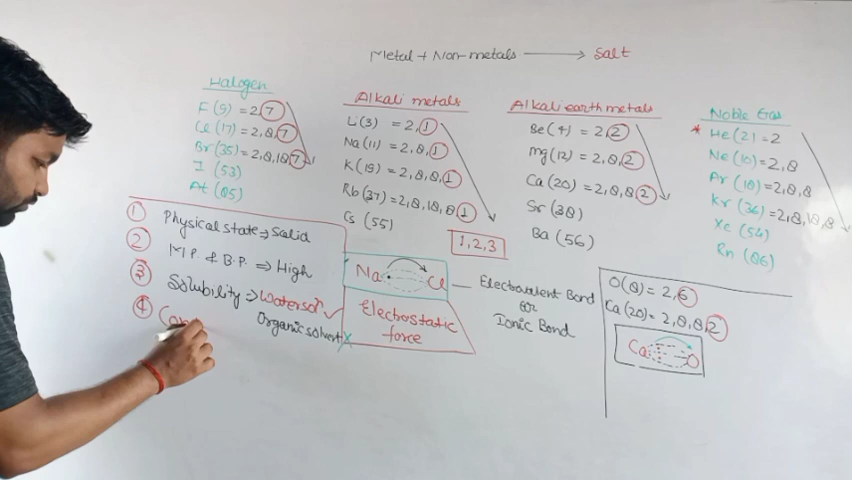 Metal + Non-metals → Salt
Halogen
F (9) = 2,7
Cl (17) = 2,8,7
Br (35) = 2,8,18,7
I (53)
At (85)
Alkali metals
Li (3) = 2,1
Na (11) = 2,8,1
K (19) = 2,8,8,1
Rb (37) = 2,8,18,8,1
Cs (55)
1,2,3
Alkali earth metals
Be (4) = 2,2
Mg (12) = 2,8,2
Ca (20) = 2,8,8,2
Sr (38)
Ba (56)
Noble Gas
* He (2) = 2
Ne (10) = 2,8
Ar (18) = 2,8,8
Kr (36) = 2,8,18,8
Xe (54)
Rn (86)
① Physical state ⇒ Solid
② M.P. & B.P. ⇒ High
③ Solubility ⇒ Water ✓
Organic solvent ✗
④
Na Cl
Electrostatic
force
Electrovalent Bond
or
Ionic Bond
O (8) = 2,6
Ca (20) = 2,8,8,2
Ca O